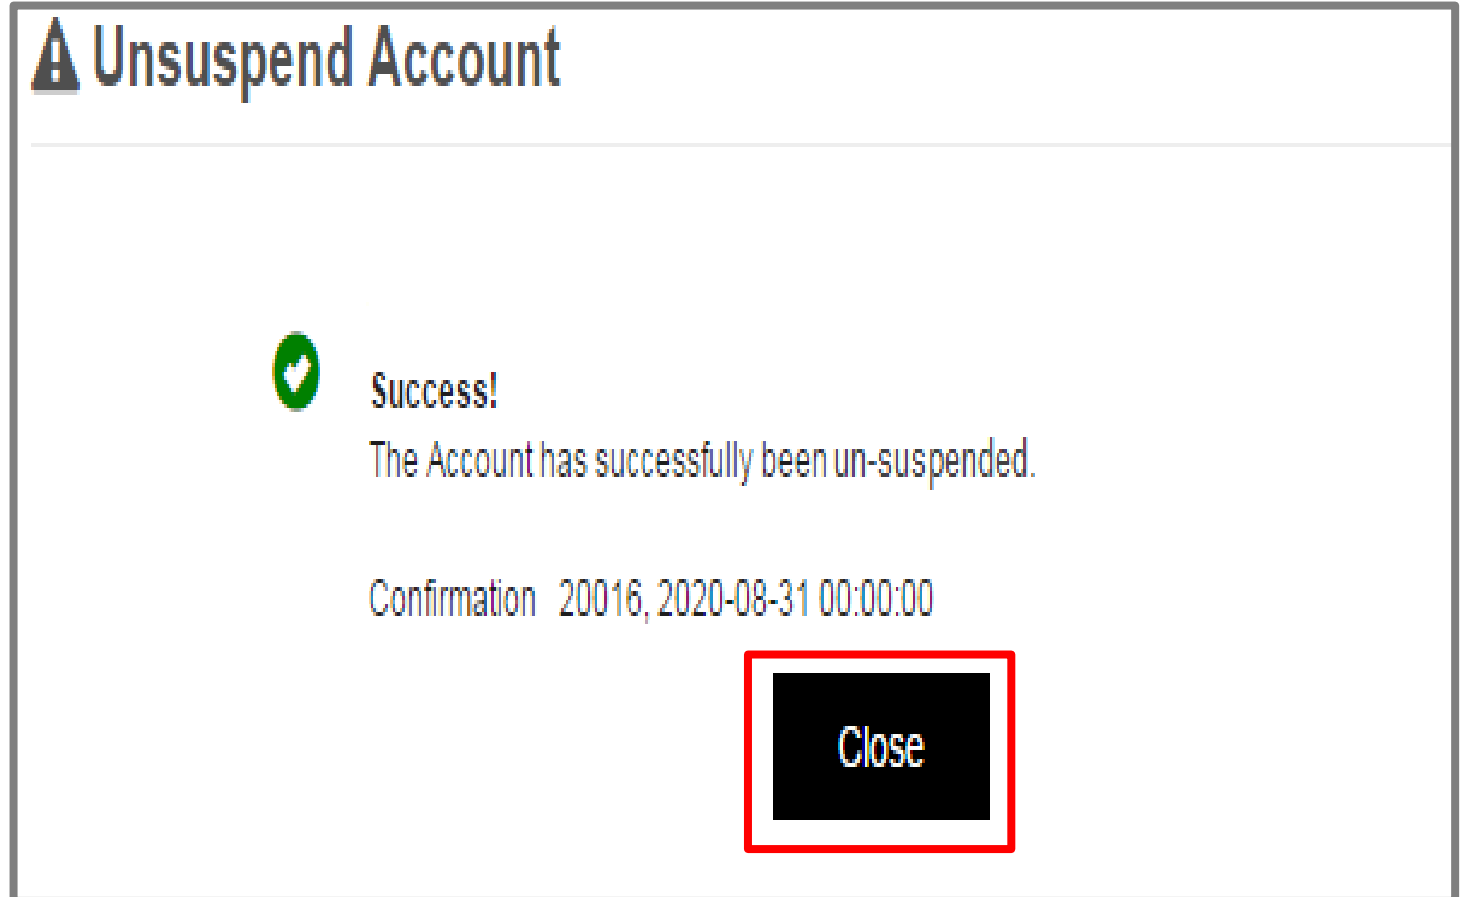 Unsuspend Account
Success!
The Account has successfully been un-suspended.
Confirmation 20016, 2020-08-31 00:00:00
Close